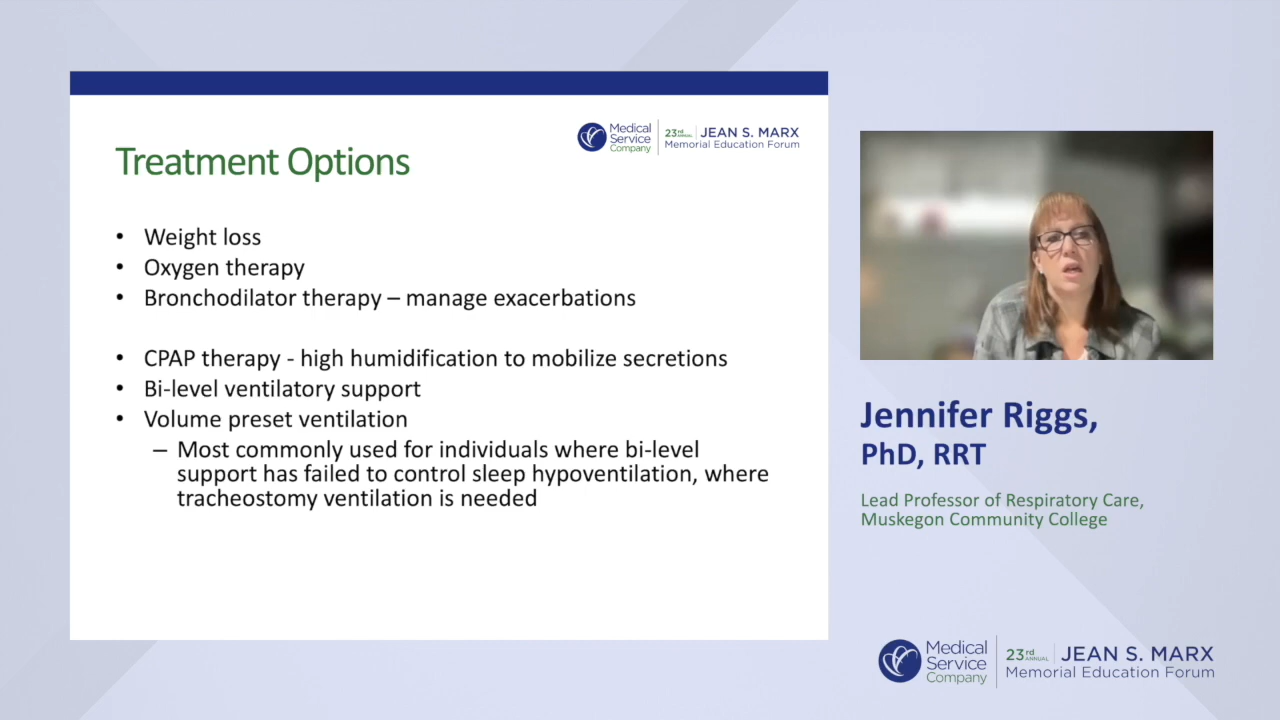 Medical
Service
Company
23rd ANNUAL JEAN S. MARX
Memorial Education Forum
Treatment Options
• Weight loss
• Oxygen therapy
• Bronchodilator therapy – manage exacerbations
• CPAP therapy - high humidification to mobilize secretions
• Bi-level ventilatory support
• Volume preset ventilation
– Most commonly used for individuals where bi-level
support has failed to control sleep hypoventilation, where
tracheostomy ventilation is needed
Jennifer Riggs,
PhD, RRT
Lead Professor of Respiratory Care,
Muskegon Community College
Medical
Service
Company
23rd ANNUAL JEAN S. MARX
Memorial Education Forum